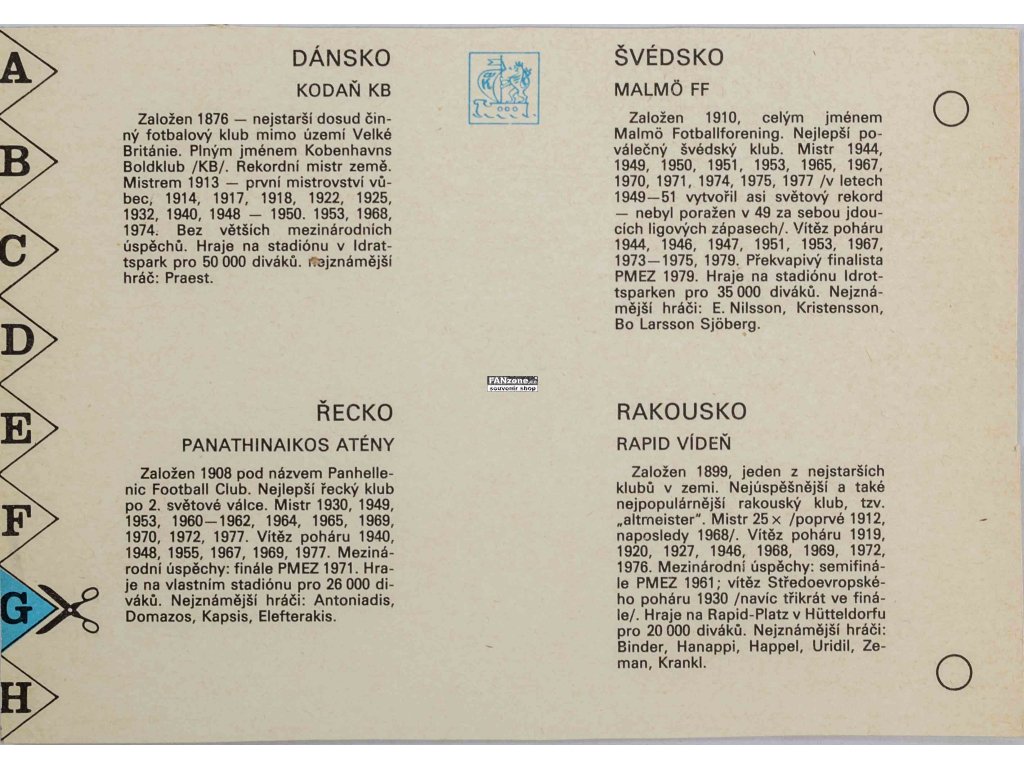 A
B
C
D
E
F
G
H
DÁNSKO
KODAŇ KB
Založen 1876 — nejstarší dosud čin-
ný fotbalový klub mimo území Velké
Británie. Plným jménem Kobenhavns
Boldklub /KB/. Rekordní mistr země.
Mistrem 1913 — první mistrovství vů-
bec, 1914, 1917, 1918, 1922, 1925,
1932, 1940, 1948 — 1950. 1953, 1968,
1974. Bez větších mezinárodních
úspěchů. Hraje na stadiónu v Idrat-
tspark pro 50 000 diváků. nejznámější
hráč: Praest.
ŠVÉDSKO
MALMÖ FF
Založen 1910, celým jménem
Malmö Fotballforening. Nejlepší po-
válečný švédský klub. Mistr 1944,
1949, 1950, 1951, 1953, 1965, 1967,
1970, 1971, 1974, 1975, 1977 /v letech
1949—51 vytvořil asi světový rekord
— nebyl poražen v 49 za sebou jdou-
cích ligových zápasech/. Vítěz poháru
1944, 1946, 1947, 1951, 1953, 1967,
1973—1975, 1979. Překvapivý finalista
PMEZ 1979. Hraje na stadiónu Idrot-
tsparken pro 35 000 diváků. Nejzná-
mější hráči: E. Nilsson, Kristensson,
Bo Larsson Sjöberg.
FANzone.cz
souvenir shop
ŘECKO
PANATHINAIKOS ATÉNY
Založen 1908 pod názvem Panhelle-
nic Football Club. Nejlepší řecký klub
po 2. světové válce. Mistr 1930, 1949,
1953, 1960—1962, 1964, 1965, 1969,
1970, 1972, 1977. Vítěz poháru 1940,
1948, 1955, 1967, 1969, 1977. Meziná-
rodní úspěchy: finále PMEZ 1971. Hra-
je na vlastním stadiónu pro 26 000 di-
váků. Nejznámější hráči: Antoniadis,
Domazos, Kapsis, Elefterakis.
RAKOUSKO
RAPID VÍDEŇ
Založen 1899, jeden z nejstarších
klubů v zemi. Nejúspěšnější a také
nejpopulárnější rakouský klub, tzv.
„altmeister“. Mistr 25 × /poprvé 1912,
naposledy 1968/. Vítěz poháru 1919,
1920, 1927, 1946, 1968, 1969, 1972,
1976. Mezinárodní úspěchy: semifiná-
le PMEZ 1961; vítěz Středoevropské-
ho poháru 1930 /navíc třikrát ve finá-
le/. Hraje na Rapid-Platz v Hütteldorfu
pro 20 000 diváků. Nejznámější hráči:
Binder, Hanappi, Happel, Uridil, Ze-
man, Krankl.